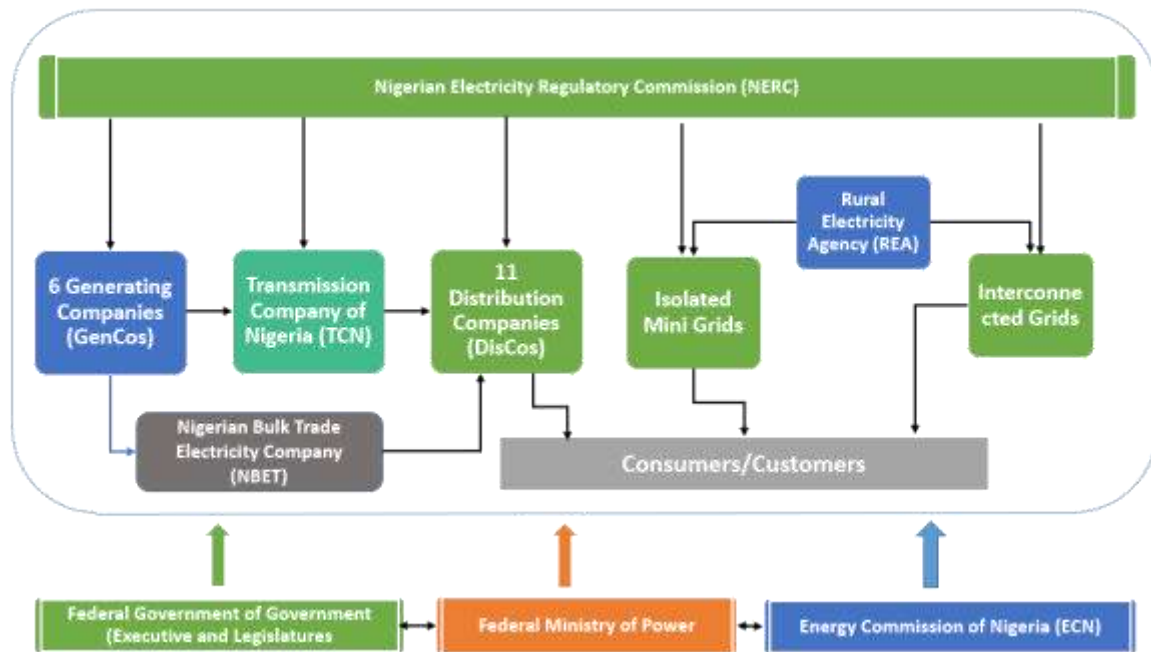 Nigerian Electricity Regulatory Commission (NERC)
Rural
Electricity
Agency (REA)
6 Generating
Companies
(GenCos)
Transmission
Company of
Nigeria (TCN)
11
Distribution
Companies
(DisCos)
Isolated
Mini Grids
Interconne
cted Grids
Nigerian Bulk Trade
Electricity Company
(NBET)
Consumers/Customers
Federal Government of Government
(Executive and Legislatures
Federal Ministry of Power
Energy Commission of Nigeria (ECN)